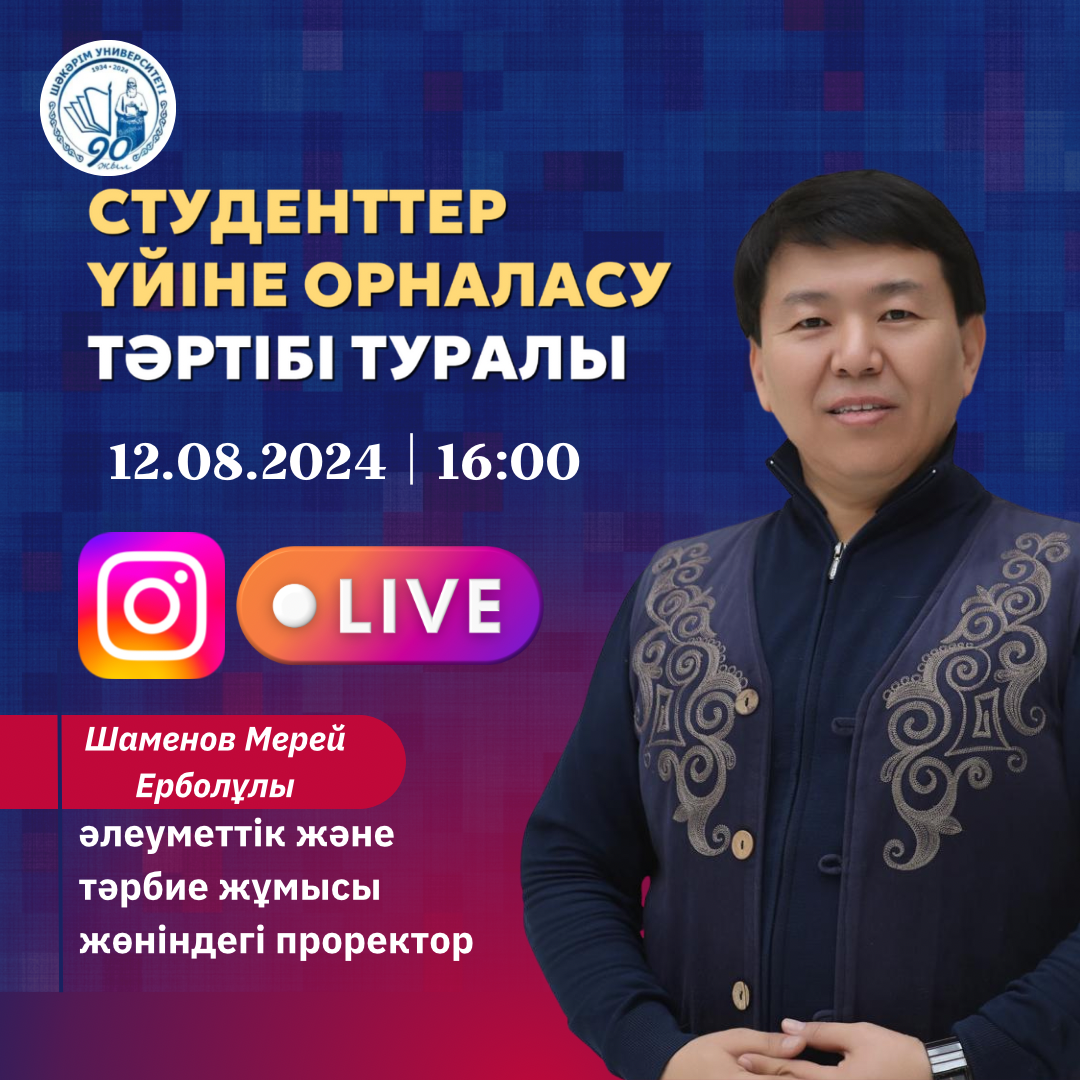 ШӘКӘРІМ УНИВЕРСИТЕТІ
1934 - 2024
90
жыл
СТУДЕНТТЕР
ҮЙІНЕ ОРНАЛАСУ
ТӘРТІБІ ТУРАЛЫ
12.08.2024 | 16:00
LIVE
Шаменов Мерей
Ерболұлы
әлеуметтік және
тәрбие жұмысы
жөніндегі проректор